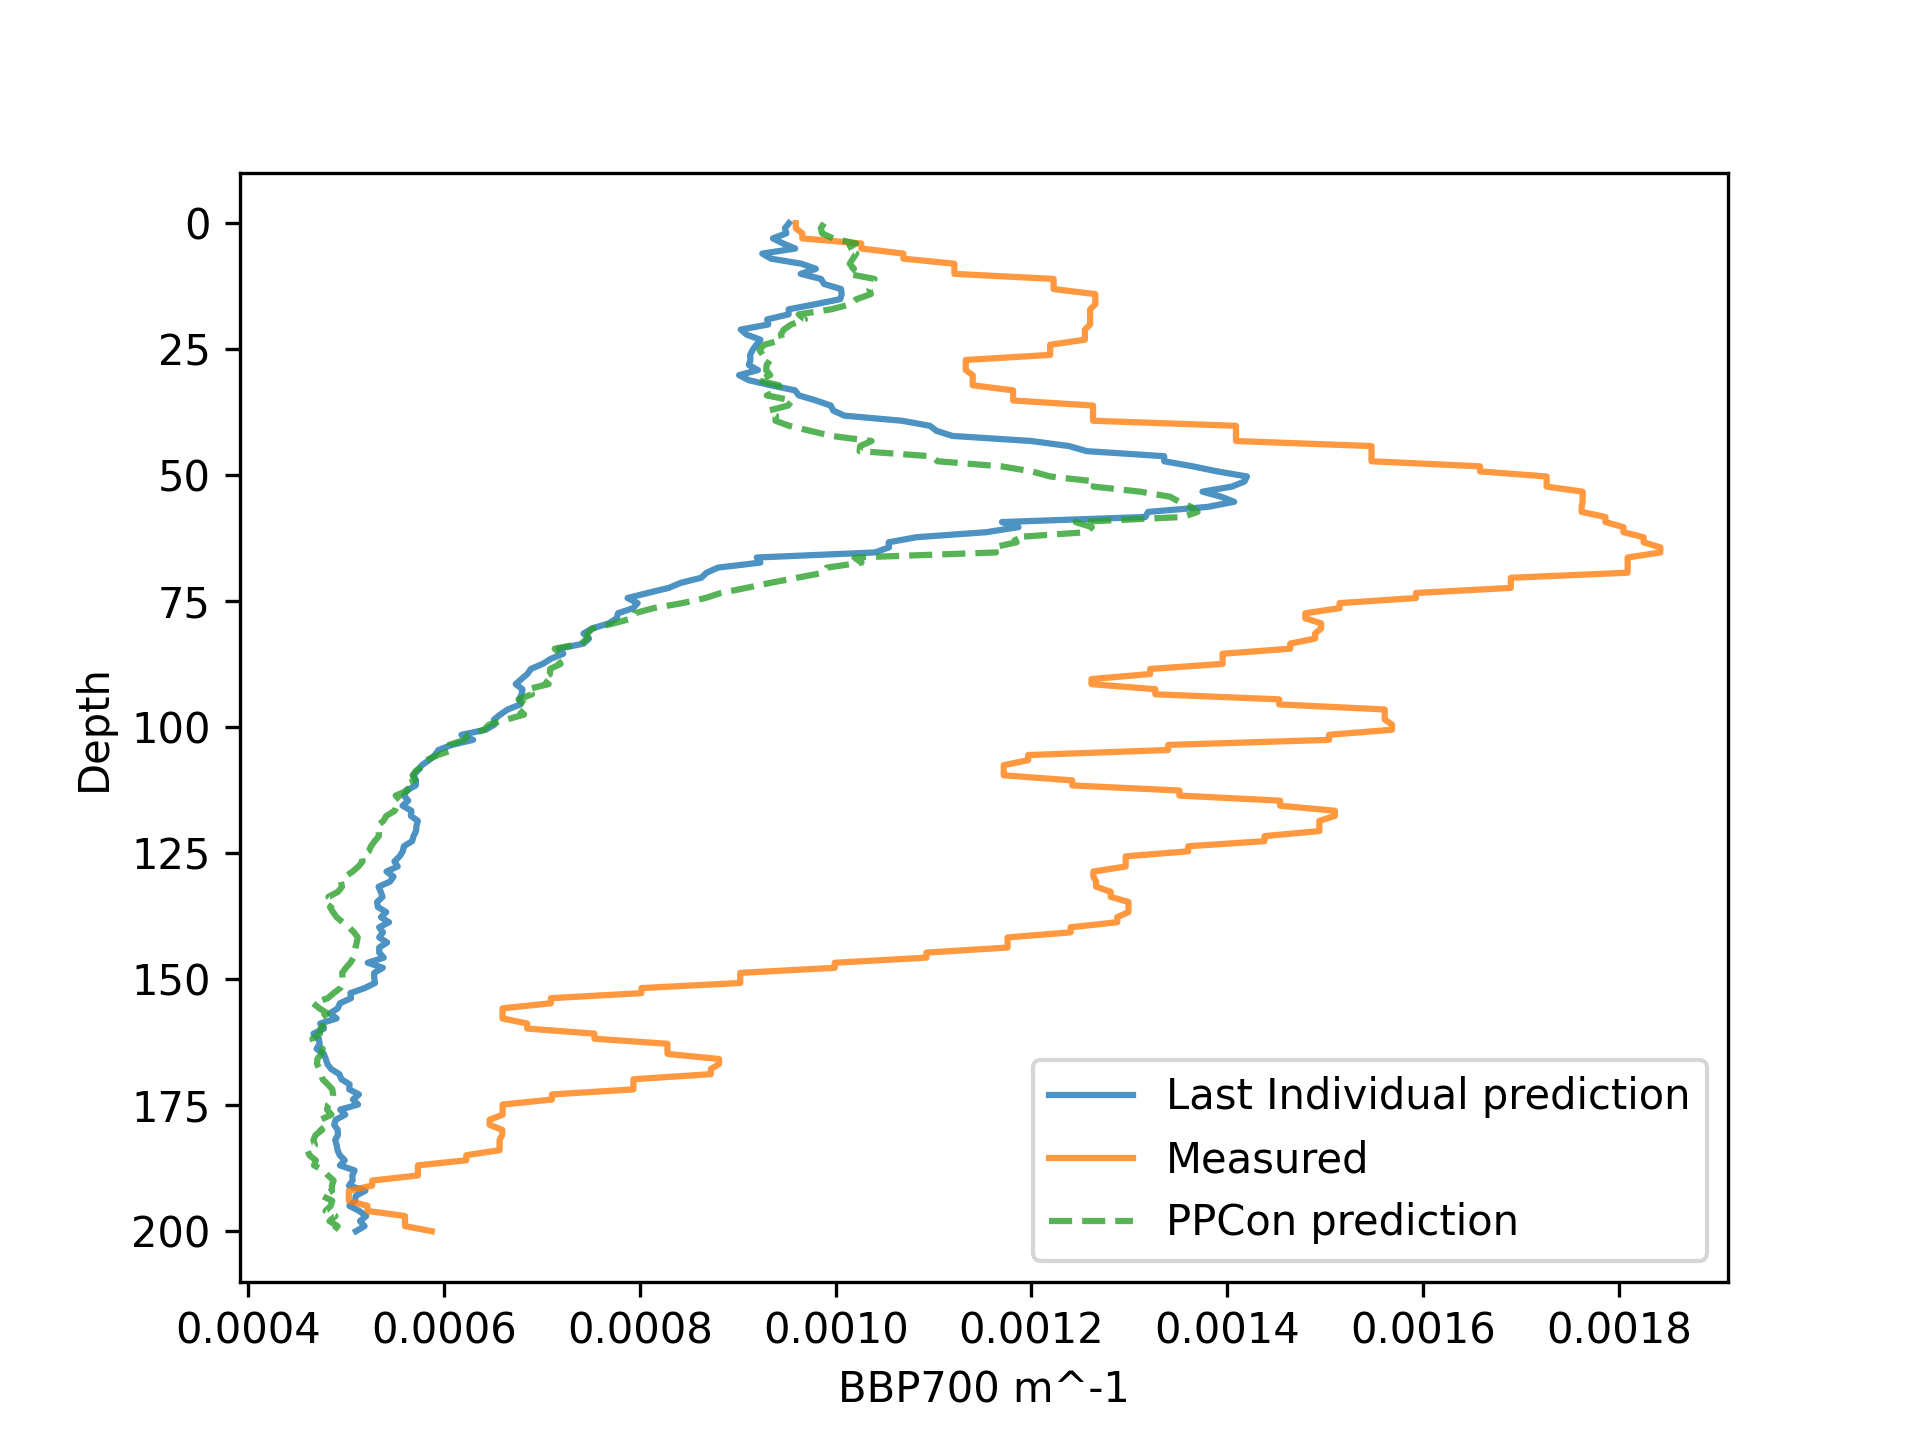 0
25
50
75
100
125
150
175
200
Depth
0.0004 0.0006 0.0008 0.0010 0.0012 0.0014 0.0016 0.0018
BBP700 m^-1
Last Individual prediction
Measured
PPCon prediction